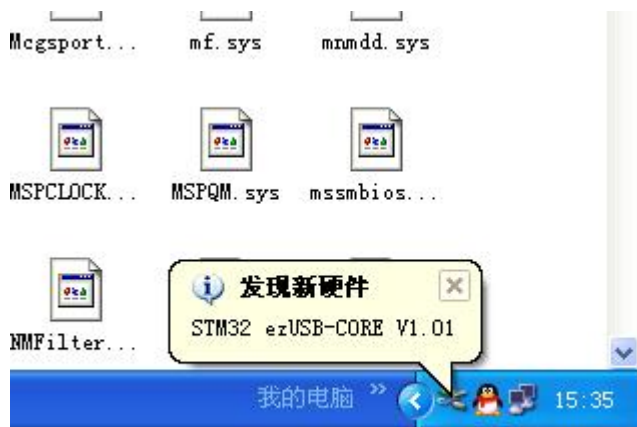 Mcgsport... mf.sys mnmdd.sys
MSPCLOCK... MSPQM.sys mssmbios...
NMFilter...
发现新硬件
STM32 ezUSB-CORE V1.01
我的电脑 » 15:35